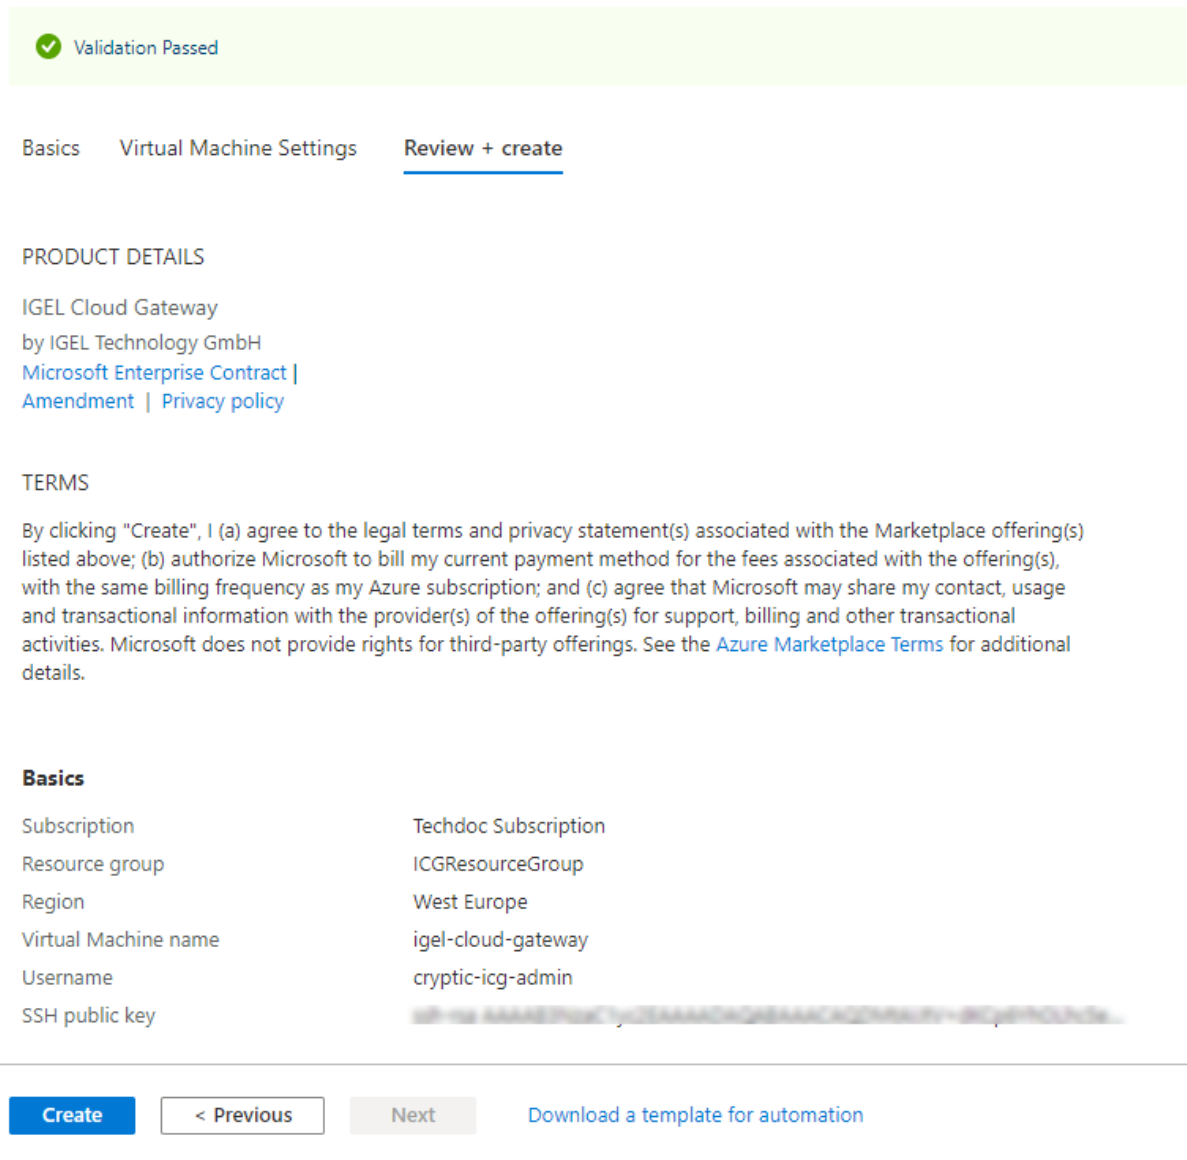 Validation Passed
Basics Virtual Machine Settings Review + create
PRODUCT DETAILS
IGEL Cloud Gateway
by IGEL Technology GmbH
Microsoft Enterprise Contract |
Amendment | Privacy policy
TERMS
By clicking "Create", I (a) agree to the legal terms and privacy statement(s) associated with the Marketplace offering(s)
listed above; (b) authorize Microsoft to bill my current payment method for the fees associated with the offering(s),
with the same billing frequency as my Azure subscription; and (c) agree that Microsoft may share my contact, usage
and transactional information with the provider(s) of the offering(s) for support, billing and other transactional
activities. Microsoft does not provide rights for third-party offerings. See the Azure Marketplace Terms for additional
details.
Basics
Subscription Techdoc Subscription
Resource group ICGResourceGroup
Region West Europe
Virtual Machine name igel-cloud-gateway
Username cryptic-icg-admin
SSH public key
Create < Previous Next Download a template for automation